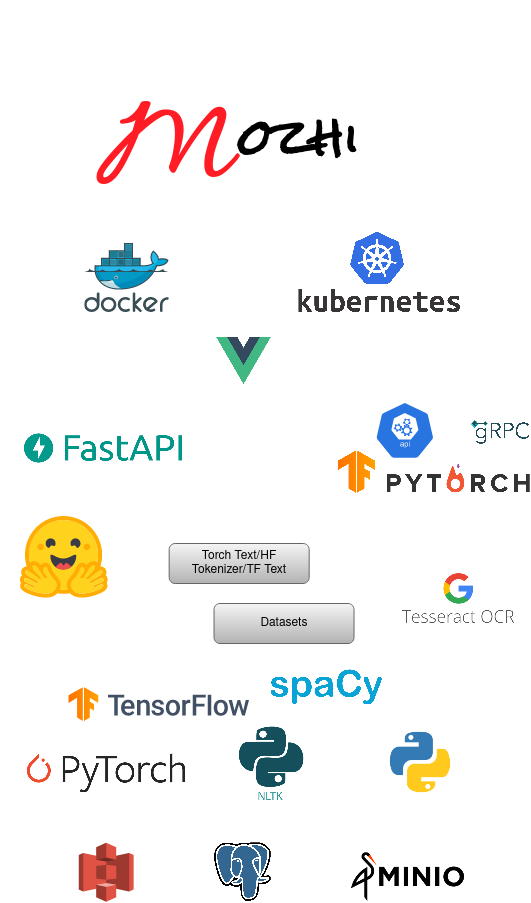 Mozhi
docker
kubernetes
FastAPI
api
gRPC
PYTORCH
Torch Text/HF
Tokenizer/TF Text
Datasets
Tesseract OCR
spaCy
TensorFlow
PyTorch
NLTK
MINIO